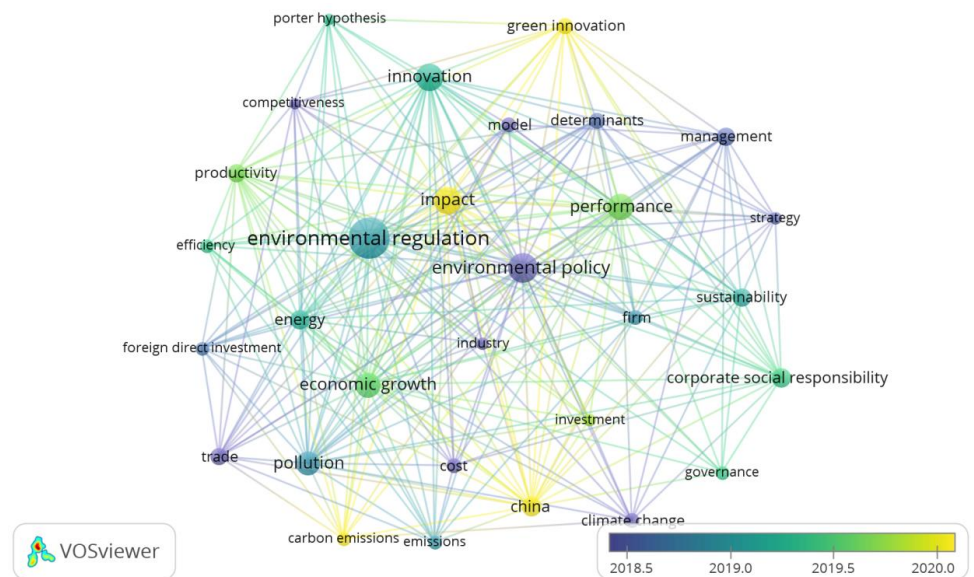 porter hypothesis
green innovation
innovation
competitiveness
model
determinants
management
productivity
impact
performance
strategy
environmental regulation
efficiency
environmental policy
sustainability
energy
firm
foreign direct investment
industry
economic growth
corporate social responsibility
investment
trade
pollution
cost
governance
china
climate change
carbon emissions
emissions
VOSviewer
2018.5 2019.0 2019.5 2020.0